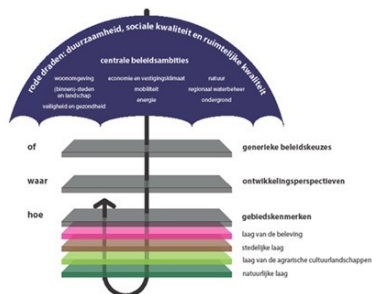 rode draden: duurzaamheid, sociale kwaliteit en ruimtelijke kwaliteit
centrale beleidsambities
woonomgeving
(binnen)-steden
en landschap
veiligheid en gezondheid
economie en vestigingsklimaat
mobiliteit
energie
natuur
regionaal waterbeheer
ondergrond
of
generieke beleidskeuzes
waar
ontwikkelingsperspectieven
hoe
gebiedskenmerken
laag van de beleving
stedelijke laag
laag van de agrarische cultuurlandschappen
natuurlijke laag